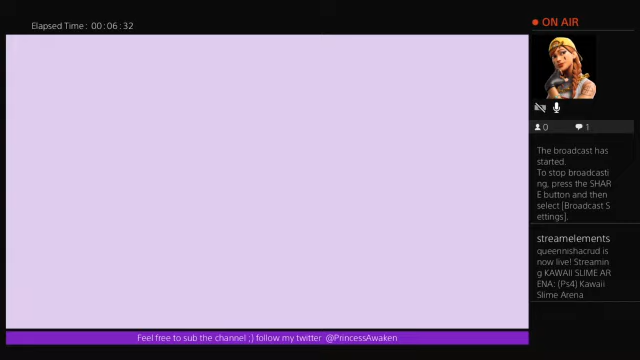 Elapsed Time : 00 : 06 : 32
ON AIR
0
1
The broadcast has
started.
To stop broadcasti
ng, press the SHAR
E button and then
select [Broadcast S
ettings].
streamelements
queennishacrud is
now live! Streamin
g KAWAII SLIME AR
ENA: (Ps4) Kawaii
Slime Arena
Feel free to sub the channel ;) follow my twitter @PrincessAwaken